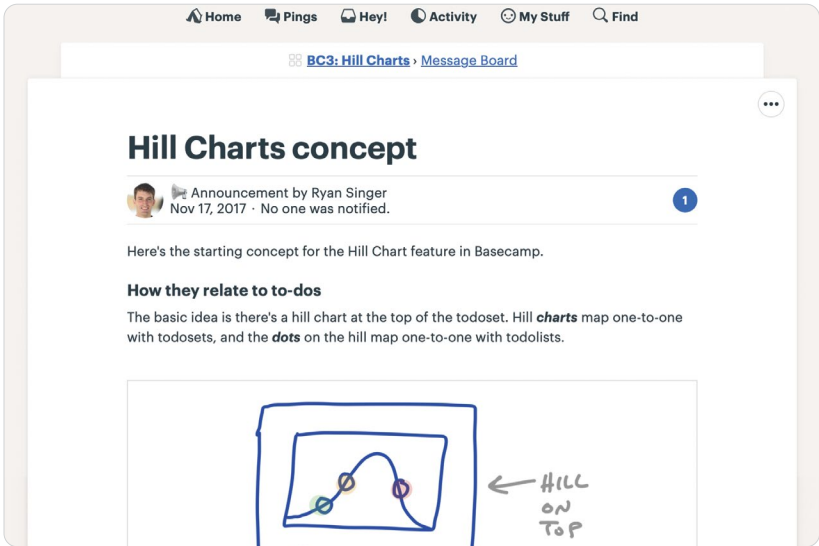 Home Pings Hey! Activity My Stuff Find
BC3: Hill Charts › Message Board
Hill Charts concept
Announcement by Ryan Singer
Nov 17, 2017 · No one was notified.
1
Here's the starting concept for the Hill Chart feature in Basecamp.
How they relate to to-dos
The basic idea is there's a hill chart at the top of the todoset. Hill charts map one-to-one
with todosets, and the dots on the hill map one-to-one with todolists.
HILL
ON
TOP